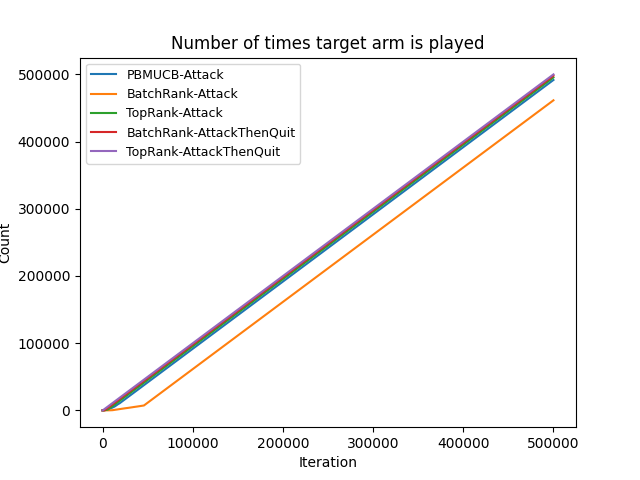 Number of times target arm is played
500000
400000
300000
200000
100000
0
Count
PBMUCB-Attack
BatchRank-Attack
TopRank-Attack
BatchRank-AttackThenQuit
TopRank-AttackThenQuit
0 100000 200000 300000 400000 500000
Iteration